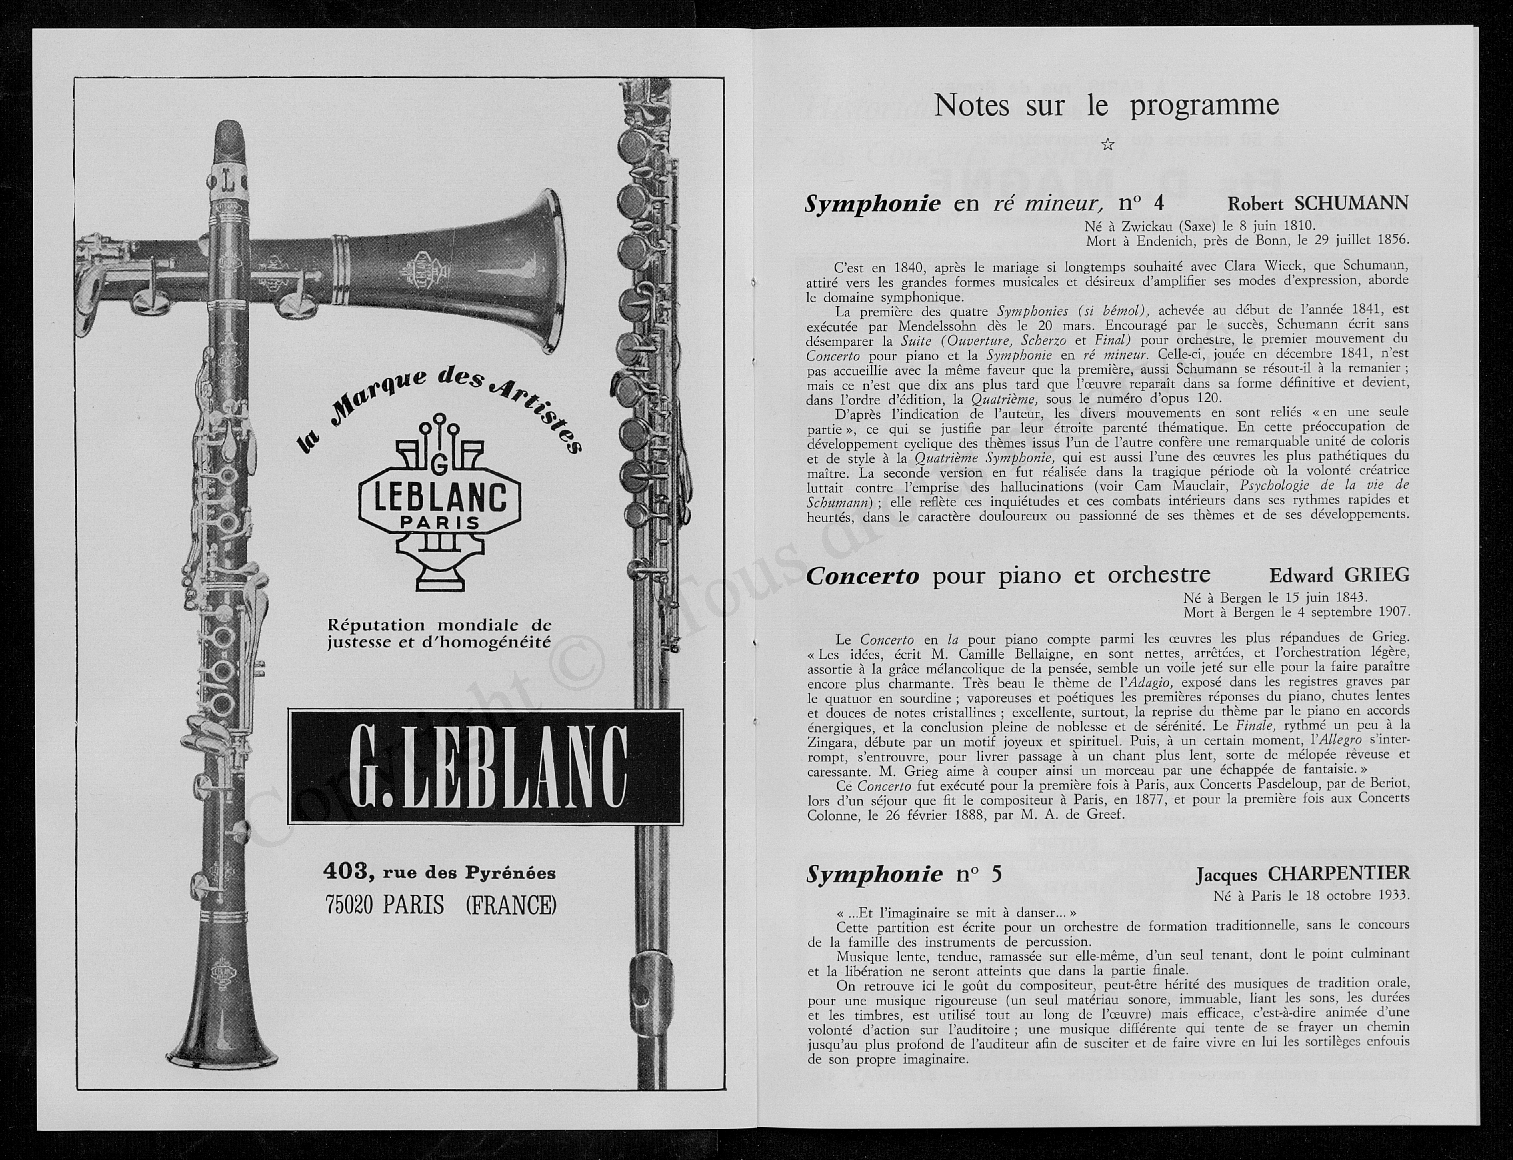 la Marque des Artistes
G
LEBLANC
PARIS
Réputation mondiale de
justesse et d'homogénéité
G. LEBLANC
403, rue des Pyrénées
75020 PARIS (FRANCE)
Notes sur le programme
☆
Symphonie en ré mineur, nº 4 Robert SCHUMANN
Né à Zwickau (Saxe) le 8 juin 1810.
Mort à Endenich, près de Bonn, le 29 juillet 1856.
C'est en 1840, après le mariage si longtemps souhaité avec Clara Wieck, que Schumann,
attiré vers les grandes formes musicales et désireux d'amplifier ses modes d'expression, aborde
le domaine symphonique.
La première des quatre Symphonies (si bémol), achevée au début de l'année 1841, est
exécutée par Mendelssohn dès le 20 mars. Encouragé par le succès, Schumann écrit sans
désemparer la Suite (Ouverture, Scherzo et Final) pour orchestre, le premier mouvement du
Concerto pour piano et la Symphonie en ré mineur. Celle-ci, jouée en décembre 1841, n'est
pas accueillie avec la même faveur que la première, aussi Schumann se résout-il à la remanier ;
mais ce n'est que dix ans plus tard que l'œuvre reparaît dans sa forme définitive et devient,
dans l'ordre d'édition, la Quatrième, sous le numéro d'opus 120.
D'après l'indication de l'auteur, les divers mouvements en sont reliés « en une seule
partie », ce qui se justifie par leur étroite parenté thématique. En cette préoccupation de
développement cyclique des thèmes issus l'un de l'autre confère une remarquable unité de coloris
et de style à la Quatrième Symphonie, qui est aussi l'une des œuvres les plus pathétiques du
maître. La seconde version en fut réalisée dans la tragique période où la volonté créatrice
luttait contre l'emprise des hallucinations (voir Cam Mauclair, Psychologie de la vie de
Schumann) ; elle reflète ces inquiétudes et ces combats intérieurs dans ses rythmes rapides et
heurtés, dans le caractère douloureux ou passionné de ses thèmes et de ses développements.
Concerto pour piano et orchestre Edward GRIEG
Né à Bergen le 15 juin 1843.
Mort à Bergen le 4 septembre 1907.
Le Concerto en la pour piano compte parmi les œuvres les plus répandues de Grieg.
« Les idées, écrit M. Camille Bellaigne, en sont nettes, arrêtées, et l'orchestration légère,
assortie à la grâce mélancolique de la pensée, semble un voile jeté sur elle pour la faire paraître
encore plus charmante. Très beau le thème de l'Adagio, exposé dans les registres graves par
le quatuor en sourdine ; vaporeuses et poétiques les premières réponses du piano, chutes lentes
et douces de notes cristallines ; excellente, surtout, la reprise du thème par le piano en accords
énergiques, et la conclusion pleine de noblesse et de sérénité. Le Finale, rythmé un peu à la
Zingara, débute par un motif joyeux et spirituel. Puis, à un certain moment, l'Allegro s'inter-
rompt, s'entrouvre, pour livrer passage à un chant plus lent, sorte de mélopée rêveuse et
caressante. M. Grieg aime à couper ainsi un morceau par une échappée de fantaisie. »
Ce Concerto fut exécuté pour la première fois à Paris, aux Concerts Pasdeloup, par de Beriot,
lors d'un séjour que fit le compositeur à Paris, en 1877, et pour la première fois aux Concerts
Colonne, le 26 février 1888, par M. A. de Greef.
Symphonie nº 5 Jacques CHARPENTIER
Né à Paris le 18 octobre 1933.
« ...Et l'imaginaire se mit à danser... »
Cette partition est écrite pour un orchestre de formation traditionnelle, sans le concours
de la famille des instruments de percussion.
Musique lente, tendue, ramassée sur elle-même, d'un seul tenant, dont le point culminant
et la libération ne seront atteints que dans la partie finale.
On retrouve ici le goût du compositeur, peut-être hérité des musiques de tradition orale,
pour une musique rigoureuse (un seul matériau sonore, immuable, liant les sons, les durées
et les timbres, est utilisé tout au long de l'œuvre) mais efficace, c'est-à-dire animée d'une
volonté d'action sur l'auditoire ; une musique différente qui tente de se frayer un chemin
jusqu'au plus profond de l'auditeur afin de susciter et de faire vivre en lui les sortilèges enfouis
de son propre imaginaire.
Copyright © - Tous